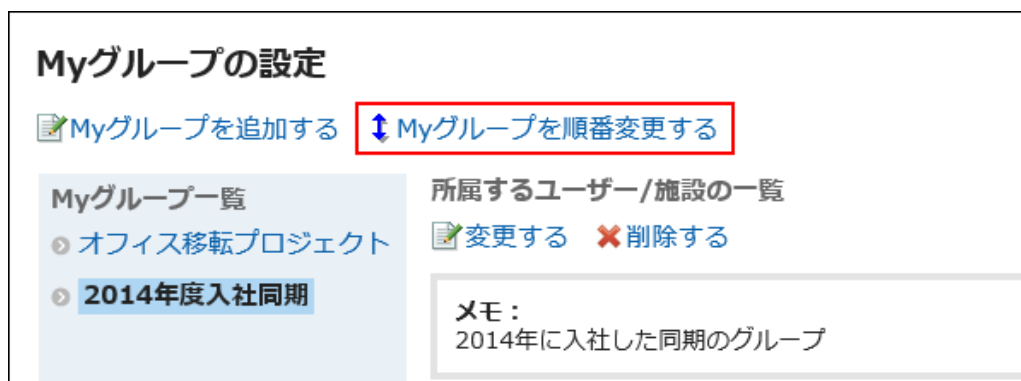 Myグループの設定
Myグループを追加する Myグループを順番変更する
Myグループ一覧
オフィス移転プロジェクト
2014年度入社同期
所属するユーザー/施設の一覧
変更する 削除する
メモ：
2014年に入社した同期のグループ